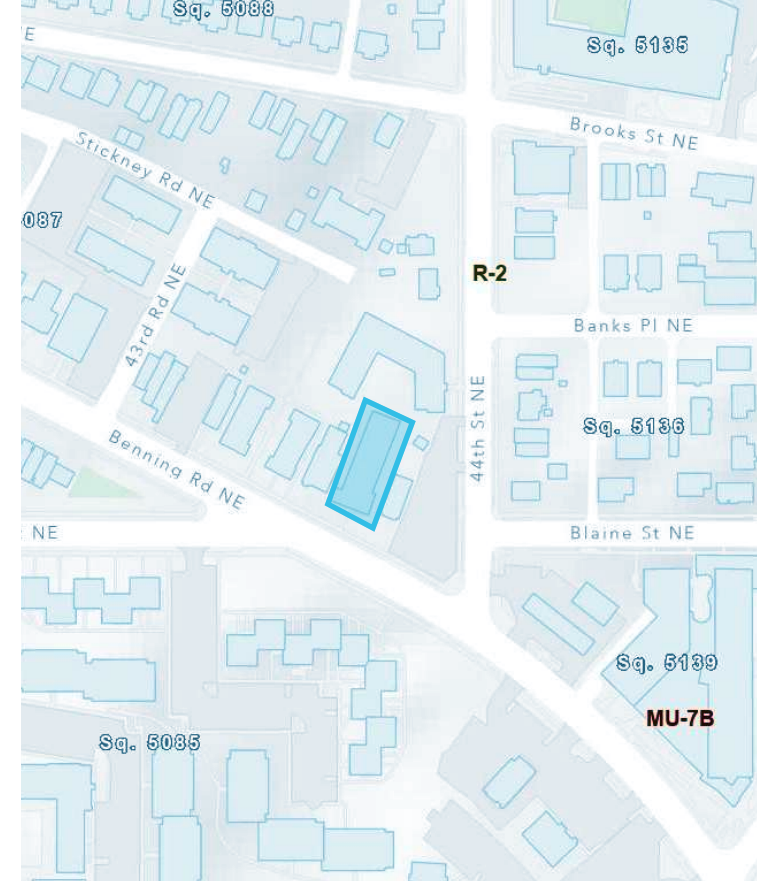 Sq. 5088
E
Sq. 5135
Brooks St NE
Stickney Rd NE
087
R-2
43rd Rd NE
Banks Pl NE
44th St NE
Sq. 5136
Benning Rd NE
NE
Blaine St NE
Sq. 5139
MU-7B
Sq. 5085